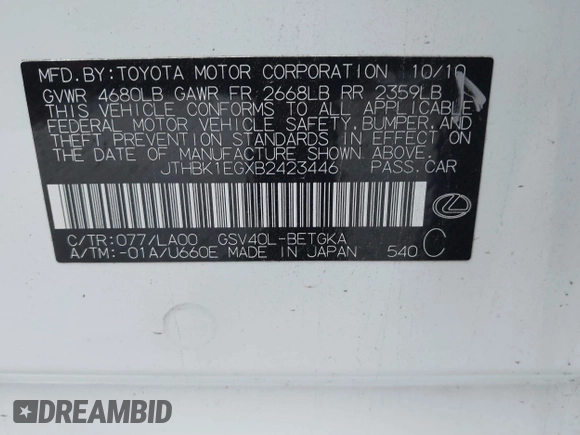 MFD.BY:TOYOTA MOTOR CORPORATION 10/10
GVWR 4680LB GAWR FR 2668LB RR 2359LB
THIS VEHICLE CONFORMS TO ALL APPLICABLE
FEDERAL MOTOR VEHICLE SAFETY,BUMPER,AND
THEFT PREVENTION STANDARDS IN EFFECT ON
THE DATE OF MANUFACTURE SHOWN ABOVE.
JTHBK1EGXB2423446 PASS.CAR
C/TR:077/LA00 GSV40L-BETGKA
A/TM:-01A/U660E MADE IN JAPAN 540 C
DREAMBID